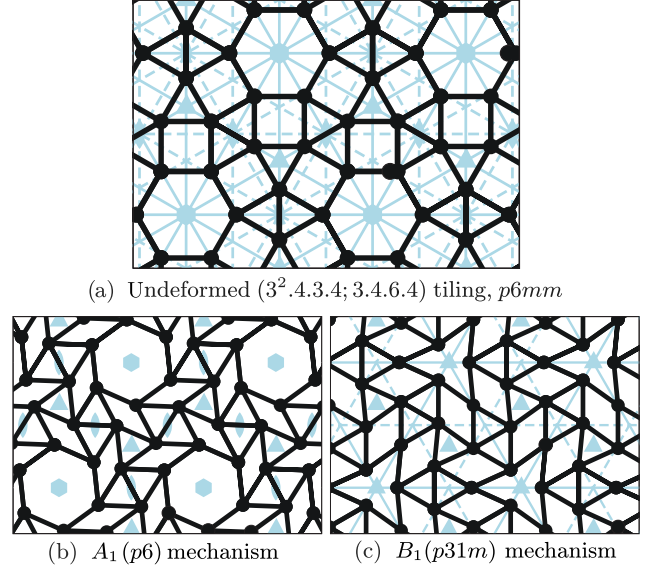 (a) Undeformed (3².4.3.4; 3.4.6.4) tiling, p6mm
(b) A₁(p6) mechanism
(c) B₁(p31m) mechanism